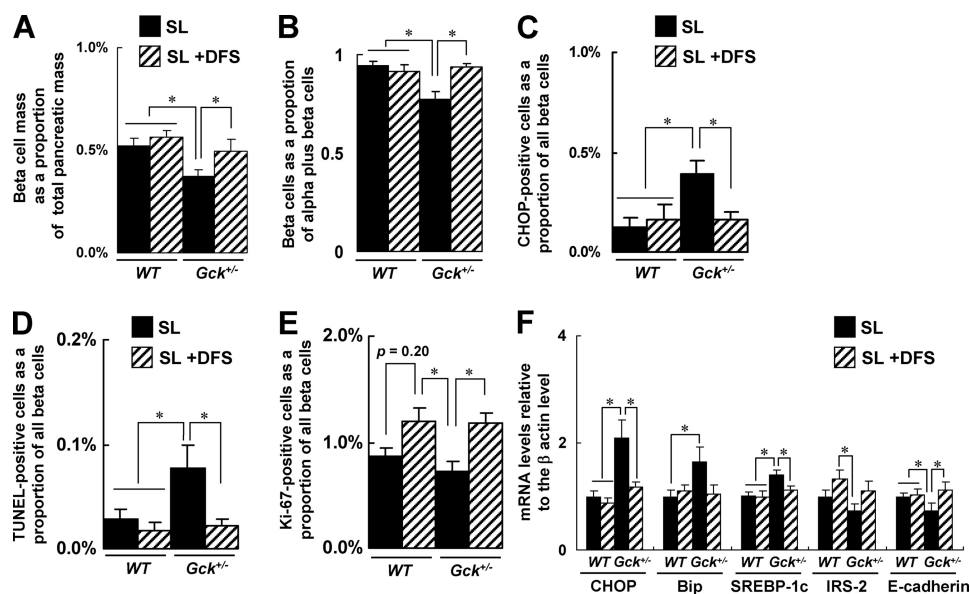 A
SL
SL +DFS
Beta cell mass
as a proportion
of total pancreatic mass
1.0%
0.5%
0.0%
*
*
WT
Gck+/-
B
Beta cells as a propotion
of alpha plus beta cells
1
0.5
0
*
*
WT
Gck+/-
C
SL
SL +DFS
CHOP-positive cells as a
proportion of all beta cells
1.0%
0.5%
0.0%
*
*
WT
Gck+/-
D
SL
SL +DFS
TUNEL-positive cells as a
proportion of all beta cells
0.2%
0.1%
0.0%
*
*
WT
Gck+/-
E
Ki-67-positive cells as a
proportion of all beta cells
2.0%
1.0%
0.0%
p = 0.20
*
*
WT
Gck+/-
F
SL
SL +DFS
mRNA levels relative
to the β actin level
4
2
1
0
* *
*
* *
*
* *
WT Gck+/- WT Gck+/- WT Gck+/- WT Gck+/- WT Gck+/-
CHOP Bip SREBP-1c IRS-2 E-cadherin